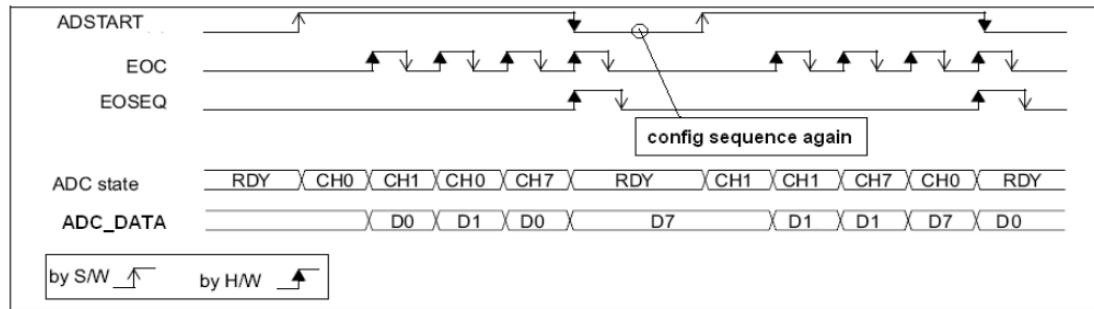 ADSTART
EOC
EOSEQ
config sequence again
ADC state RDY CH0 CH1 CH0 CH7 RDY CH1 CH1 CH7 CH0 RDY
ADC_DATA D0 D1 D0 D7 D1 D1 D7 D0
by S/W by H/W